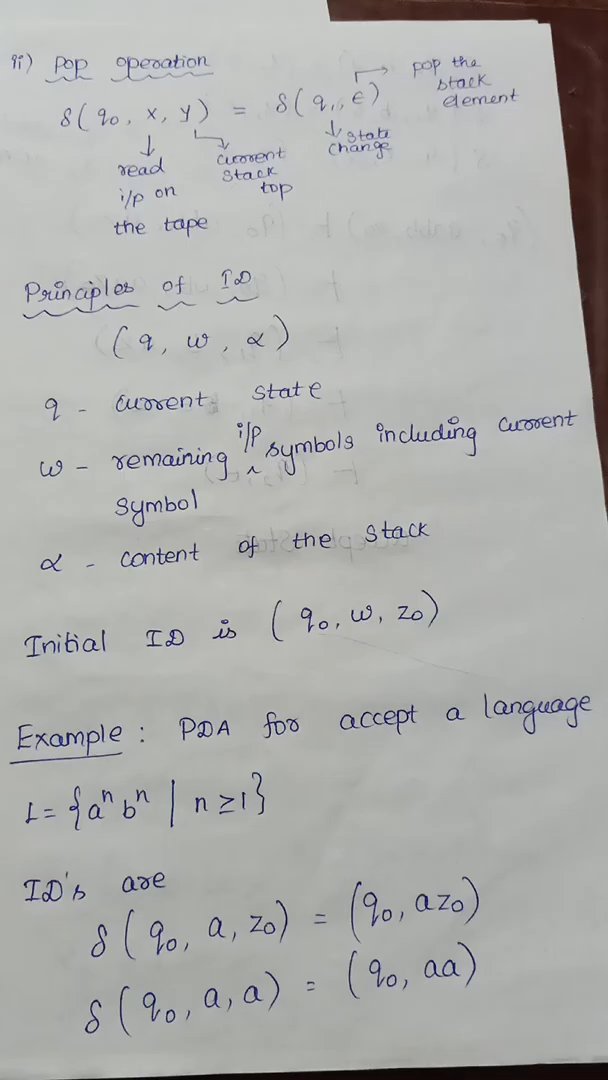 ii) Pop operation
δ(q0, x, y) = δ(q1, ϵ)
pop the stack element
state change
read i/p on the tape
current stack top
Principles of ID
(q, w, α)
q - current state
w - remaining i/p symbols including current
symbol
α - content of the stack
Initial ID is (q0, w, z0)
Example : PDA for accept a language
L = {aⁿ bⁿ | n ≥ 1}
ID's are
δ(q0, a, z0) = (q0, az0)
δ(q0, a, a) = (q0, aa)